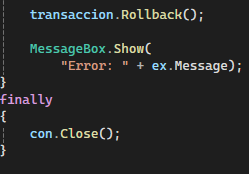 transaccion.Rollback();
MessageBox.Show(
"Error: " + ex.Message);
}
finally
{
con.Close();
}